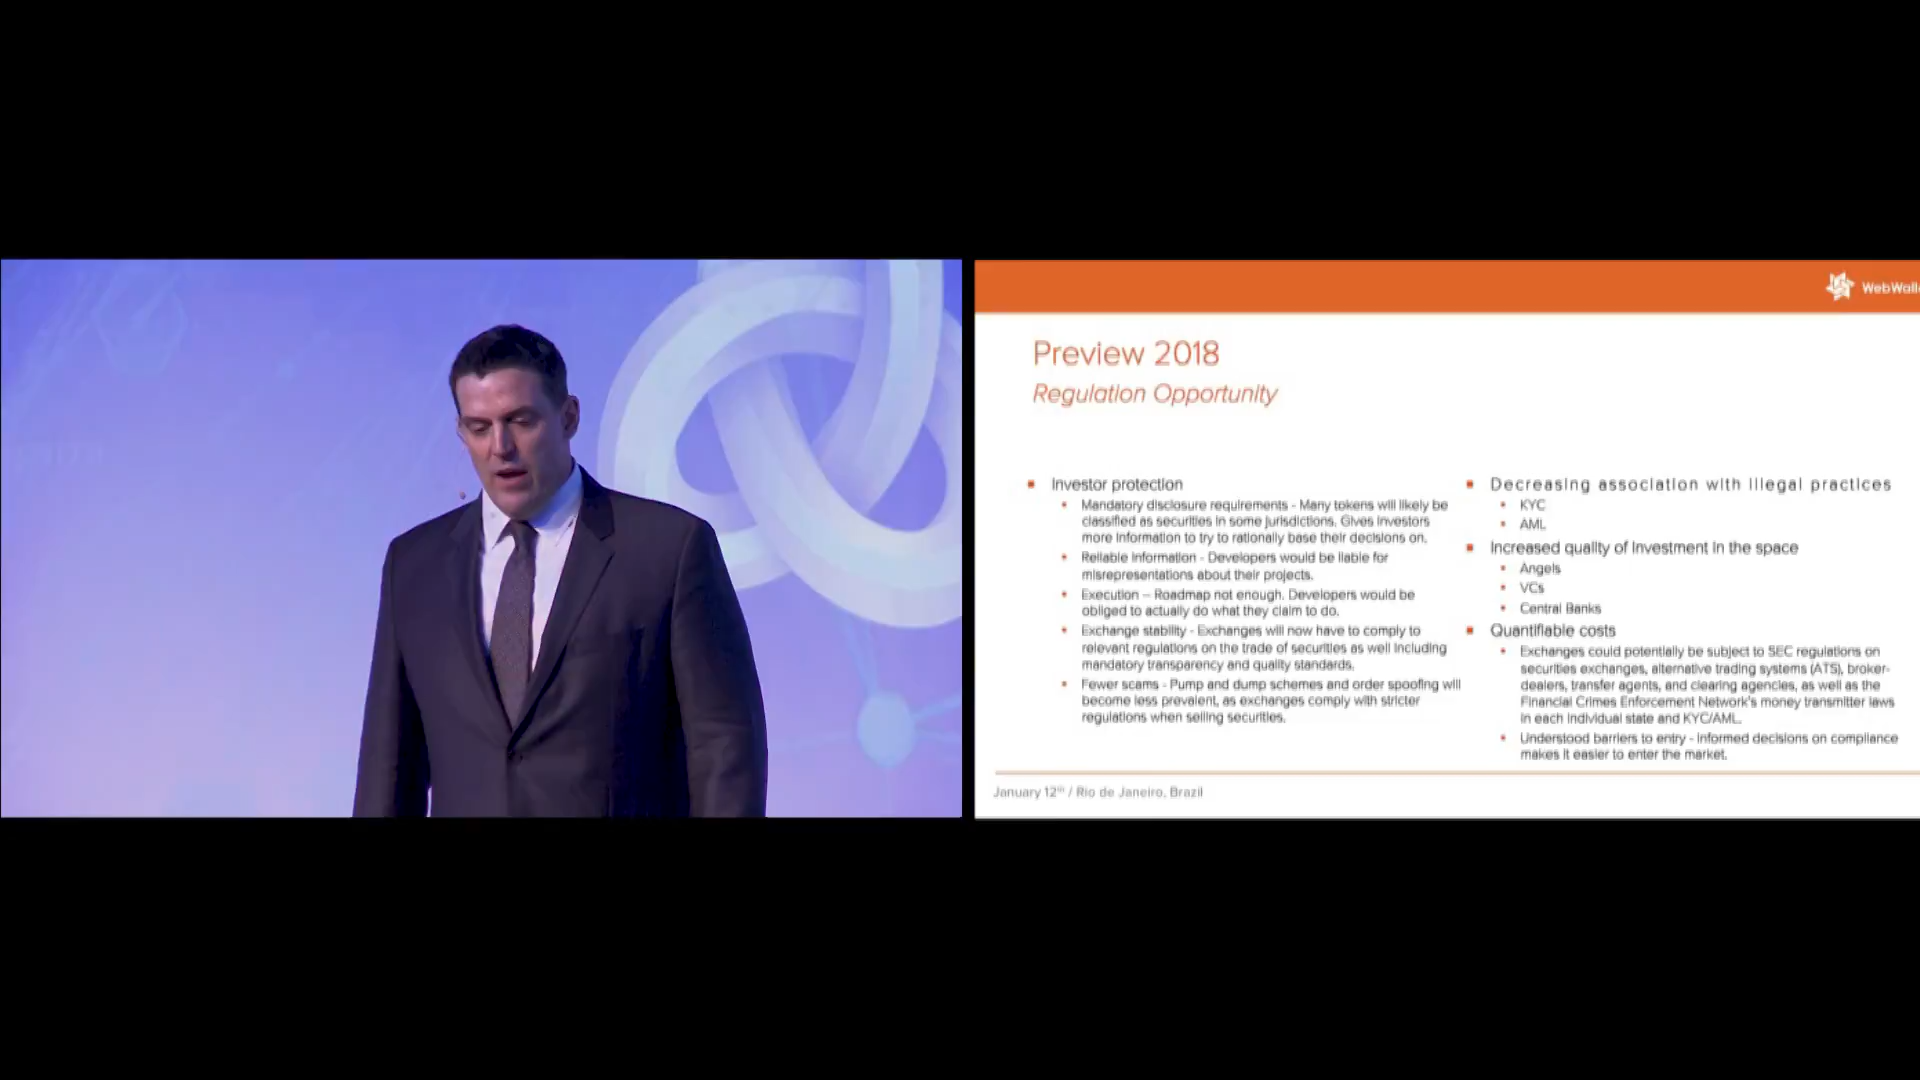 Preview 2018
Regulation Opportunity
Investor protection
Mandatory disclosure requirements - Many tokens will likely be
classified as securities in some jurisdictions. Gives investors
more information to try to rationally base their decisions on.
Reliable information - Developers would be liable for
misrepresentations about their projects.
Execution – Roadmap not enough. Developers would be
obliged to actually do what they claim to do.
Exchange stability - Exchanges will now have to comply to
relevant regulations on the trade of securities as well including
mandatory transparency and quality standards.
Fewer scams - Pump and dump schemes and order spoofing will
become less prevalent, as exchanges comply with stricter
regulations when selling securities.
Decreasing association with illegal practices
KYC
AML
Increased quality of investment in the space
Angels
VCs
Central Banks
Quantifiable costs
Exchanges could potentially be subject to SEC regulations on
securities exchanges, alternative trading systems (ATS), broker-
dealers, transfer agents, and clearing agencies, as well as the
Financial Crimes Enforcement Network's money transmitter laws
in each individual state and KYC/AML.
Understood barriers to entry - Informed decisions on compliance
makes it easier to enter the market.
January 12th / Rio de Janeiro, Brazil